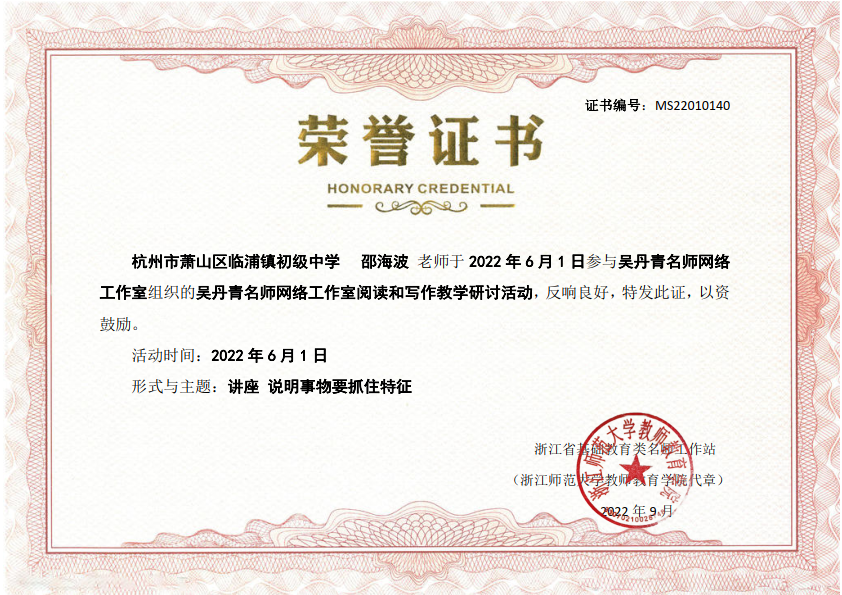 证书编号：MS22010140
荣誉证书
HONORARY CREDENTIAL
杭州市萧山区临浦镇初级中学 邵海波 老师于 2022 年 6 月 1 日参与吴丹青名师网络
工作室组织的吴丹青名师网络工作室阅读和写作教学研讨活动，反响良好，特发此证，以资
鼓励。
活动时间：2022 年 6 月 1 日
形式与主题：讲座 说明事物要抓住特征
浙江省基础教育类名师工作站
（浙江师范大学教师教育学院代章）
2022 年 9 月
浙江师范大学教师教育学院